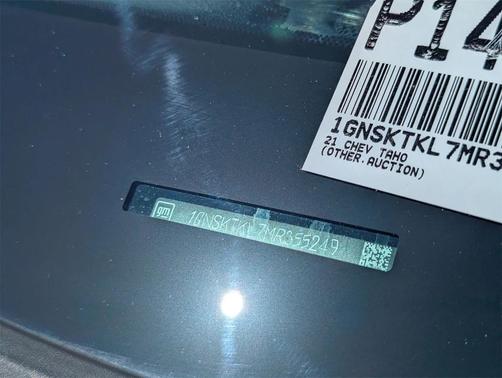 P14
1GNSKTKL7MR3
21 CHEV TAHO
(OTHER.AUCTION)
gm 1GNSKTKL7MR355249